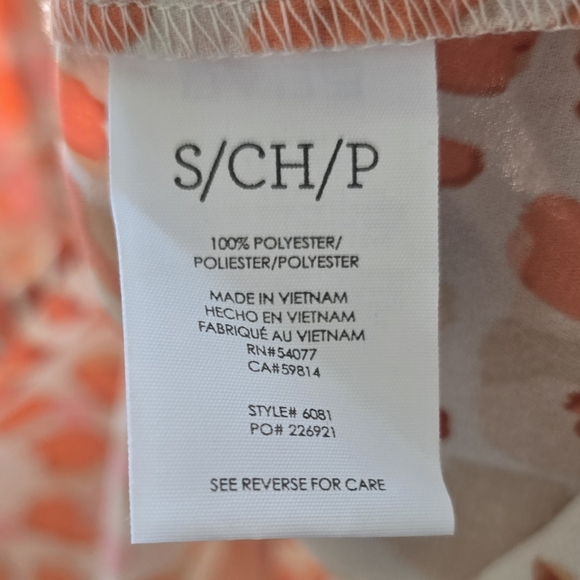 S/CH/P
100% POLYESTER/
POLIESTER/POLYESTER
MADE IN VIETNAM
HECHO EN VIETNAM
FABRIQUÉ AU VIETNAM
RN#54077
CA#59814
STYLE# 6081
PO# 226921
SEE REVERSE FOR CARE